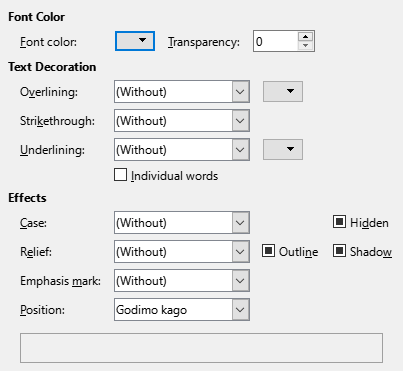 Font Color
Font color: Transparency: 0
Text Decoration
Overlining: (Without)
Strikethrough: (Without)
Underlining: (Without)
Individual words
Effects
Case: (Without) Hidden
Relief: (Without) Outline Shadow
Emphasis mark: (Without)
Position: Godimo kago